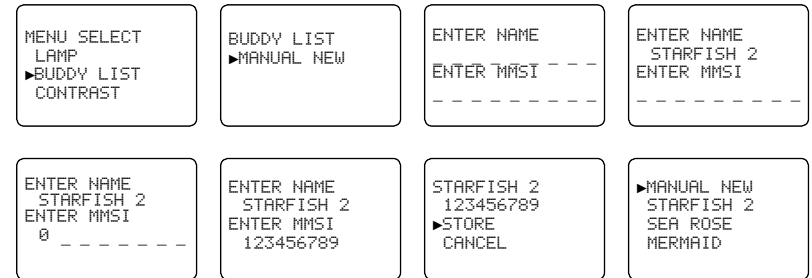 MENU SELECT
LAMP
►BUDDY LIST
CONTRAST
BUDDY LIST
►MANUAL NEW
ENTER NAME
_ _ _ _ _ _ _ _ _
ENTER MMSI
_ _ _ _ _ _ _ _ _
ENTER NAME
STARFISH 2
ENTER MMSI
_ _ _ _ _ _ _ _ _
ENTER NAME
STARFISH 2
ENTER MMSI
0 _ _ _ _ _ _ _
ENTER NAME
STARFISH 2
ENTER MMSI
123456789
STARFISH 2
123456789
►STORE
CANCEL
►MANUAL NEW
STARFISH 2
SEA ROSE
MERMAID